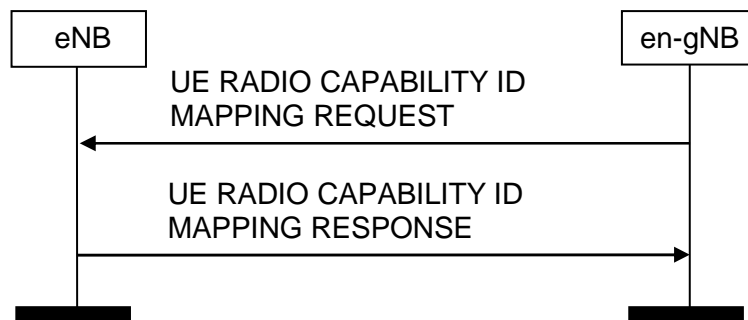 eNB
en-gNB
UE RADIO CAPABILITY ID
MAPPING REQUEST
UE RADIO CAPABILITY ID
MAPPING RESPONSE